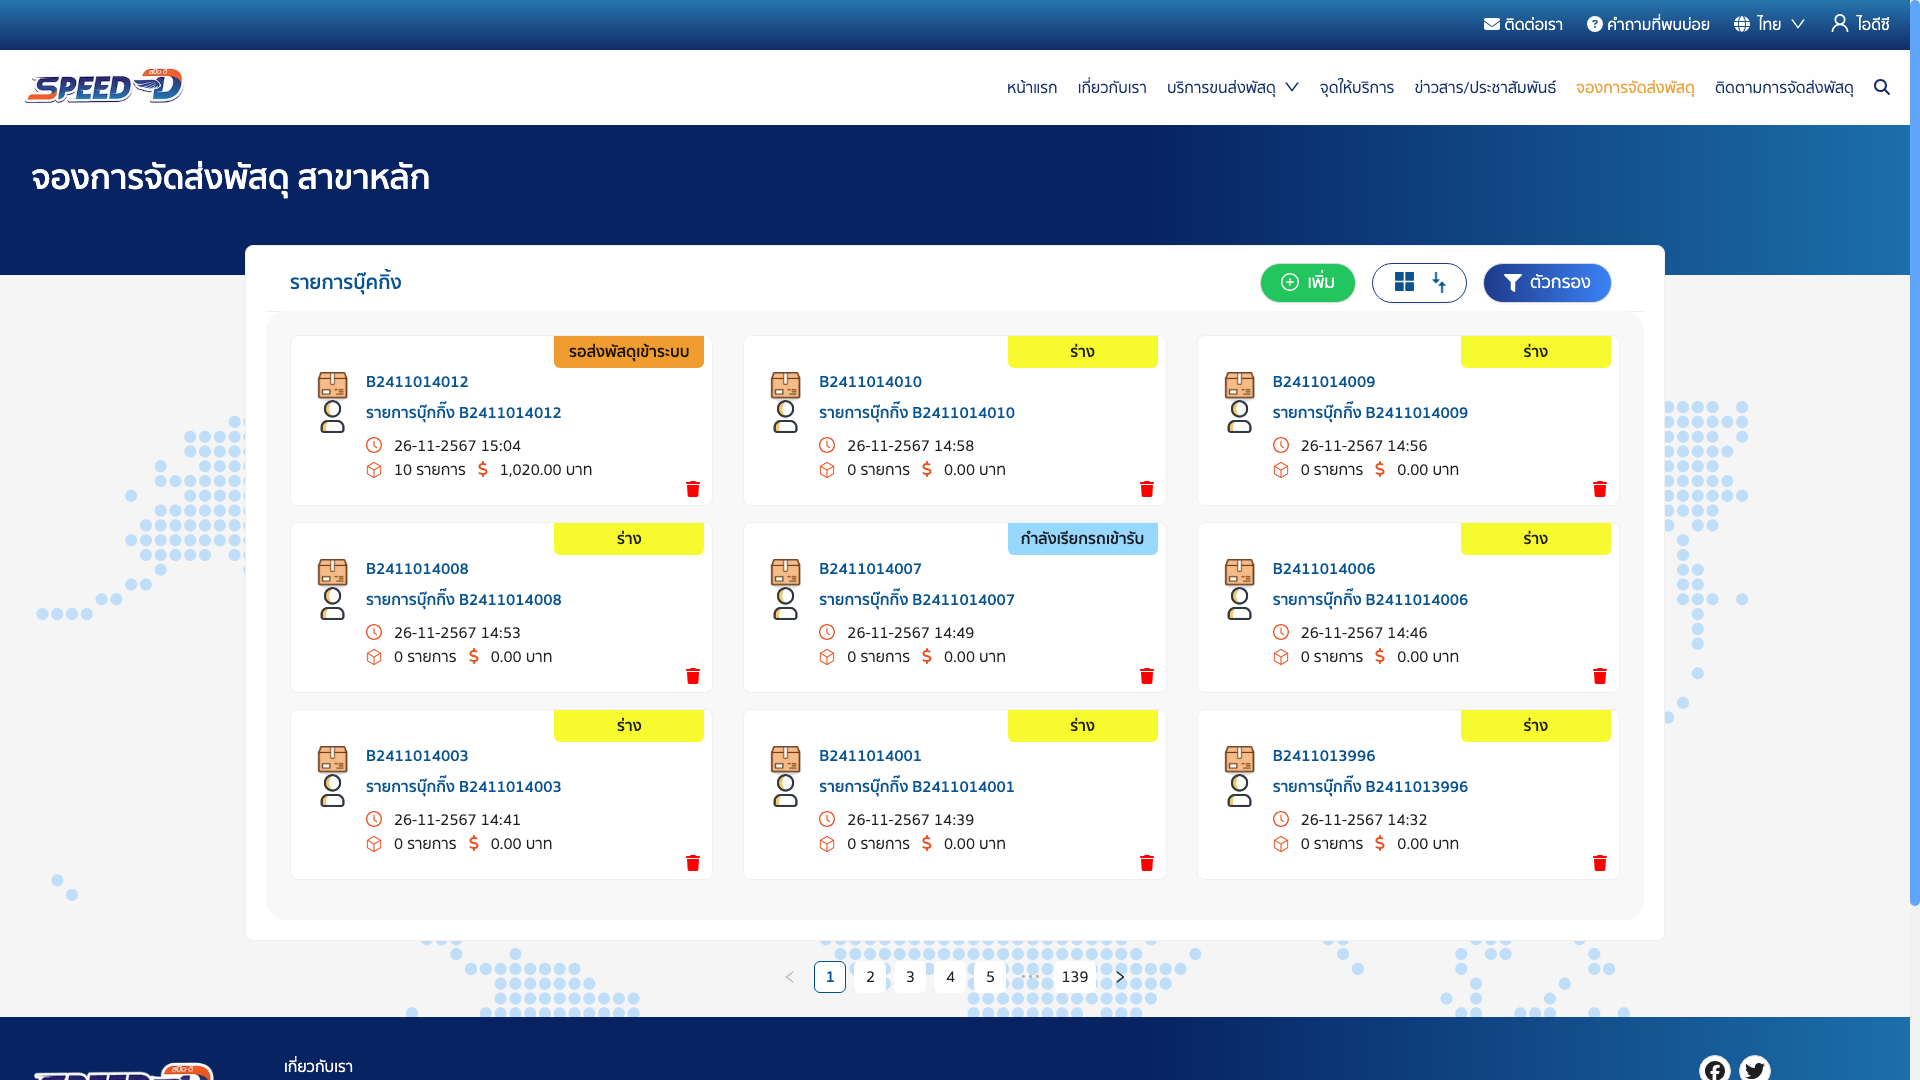 ติดต่อเรา คำถามที่พบบ่อย ไทย ไอดีซี
สปีด-ดี
SPEED-D
หน้าแรก เกี่ยวกับเรา บริการขนส่งพัสดุ จุดให้บริการ ข่าวสาร/ประชาสัมพันธ์ จองการจัดส่งพัสดุ ติดตามการจัดส่งพัสดุ
จองการจัดส่งพัสดุ สาขาหลัก
รายการบุ๊คกิ้ง
เพิ่ม
ตัวกรอง
รอส่งพัสดุเข้าระบบ
B2411014012
รายการบุ๊กกิ๊ง B2411014012
26-11-2567 15:04
10 รายการ $ 1,020.00 บาท
ร่าง
B2411014010
รายการบุ๊กกิ๊ง B2411014010
26-11-2567 14:58
0 รายการ $ 0.00 บาท
ร่าง
B2411014009
รายการบุ๊กกิ๊ง B2411014009
26-11-2567 14:56
0 รายการ $ 0.00 บาท
ร่าง
B2411014008
รายการบุ๊กกิ๊ง B2411014008
26-11-2567 14:53
0 รายการ $ 0.00 บาท
กำลังเรียกรถเข้ารับ
B2411014007
รายการบุ๊กกิ๊ง B2411014007
26-11-2567 14:49
0 รายการ $ 0.00 บาท
ร่าง
B2411014006
รายการบุ๊กกิ๊ง B2411014006
26-11-2567 14:46
0 รายการ $ 0.00 บาท
ร่าง
B2411014003
รายการบุ๊กกิ๊ง B2411014003
26-11-2567 14:41
0 รายการ $ 0.00 บาท
ร่าง
B2411014001
รายการบุ๊กกิ๊ง B2411014001
26-11-2567 14:39
0 รายการ $ 0.00 บาท
ร่าง
B2411013996
รายการบุ๊กกิ๊ง B2411013996
26-11-2567 14:32
0 รายการ $ 0.00 บาท
1 2 3 4 5 ••• 139
สปีด-ดี
SPEED-D
เกี่ยวกับเรา